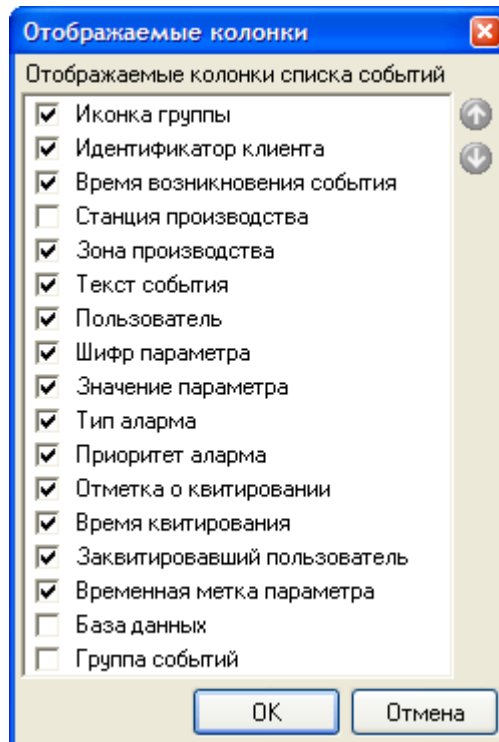 Отображаемые колонки
Отображаемые колонки списка событий
Иконка группы
Идентификатор клиента
Время возникновения события
Станция производства
Зона производства
Текст события
Пользователь
Шифр параметра
Значение параметра
Тип аларма
Приоритет аларма
Отметка о квитировании
Время квитирования
Заквитировавший пользователь
Временная метка параметра
База данных
Группа событий
ОК Отмена